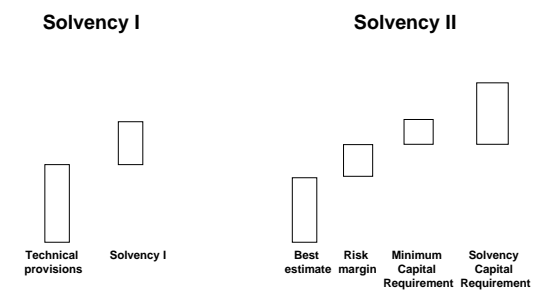 Solvency I
Solvency II
Technical
provisions
Solvency I
Best
estimate
Risk
margin
Minimum
Capital
Requirement
Solvency
Capital
Requirement